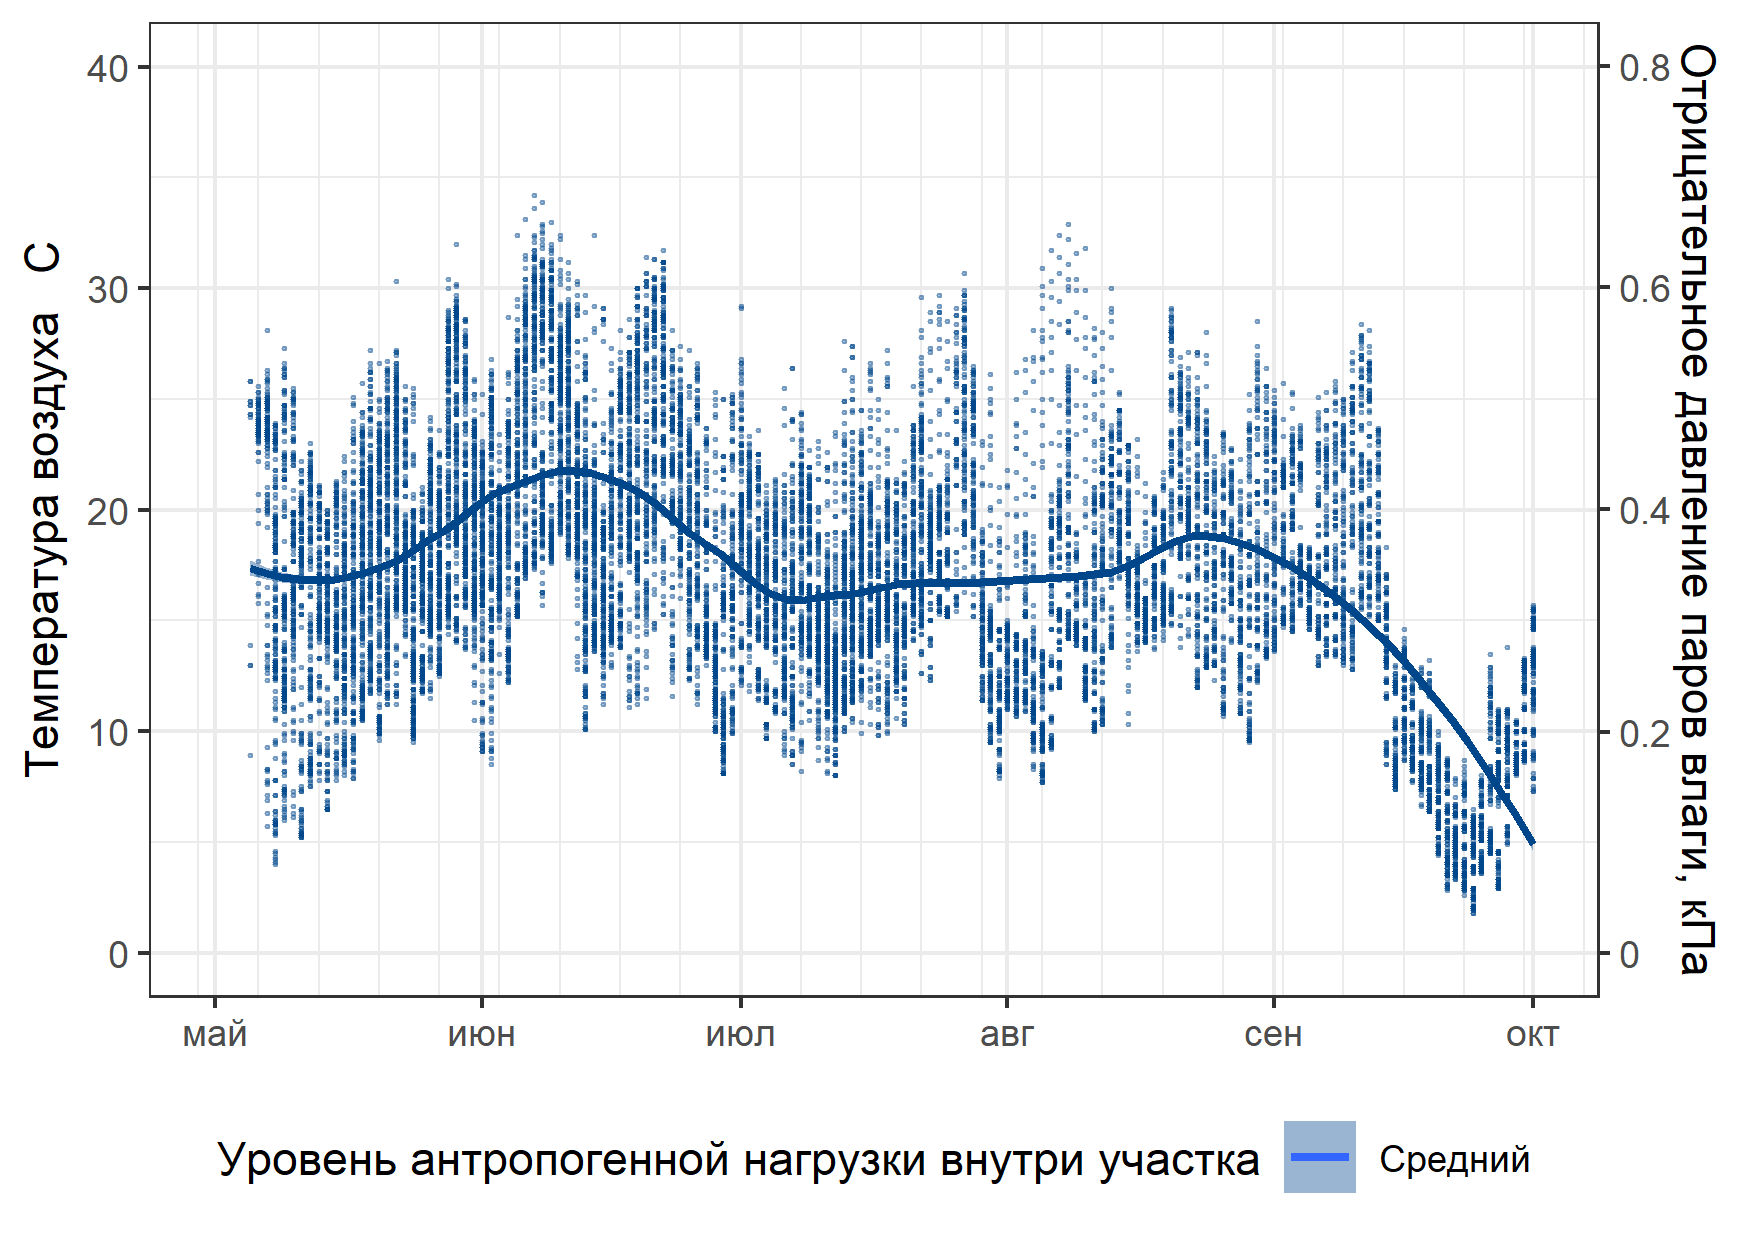 Температура воздуха С
40
30
20
10
0
0.8
0.6
0.4
0.2
0
Отрицательное давление паров влаги, кПа
май июн июл авг сен окт
Уровень антропогенной нагрузки внутри участка Средний